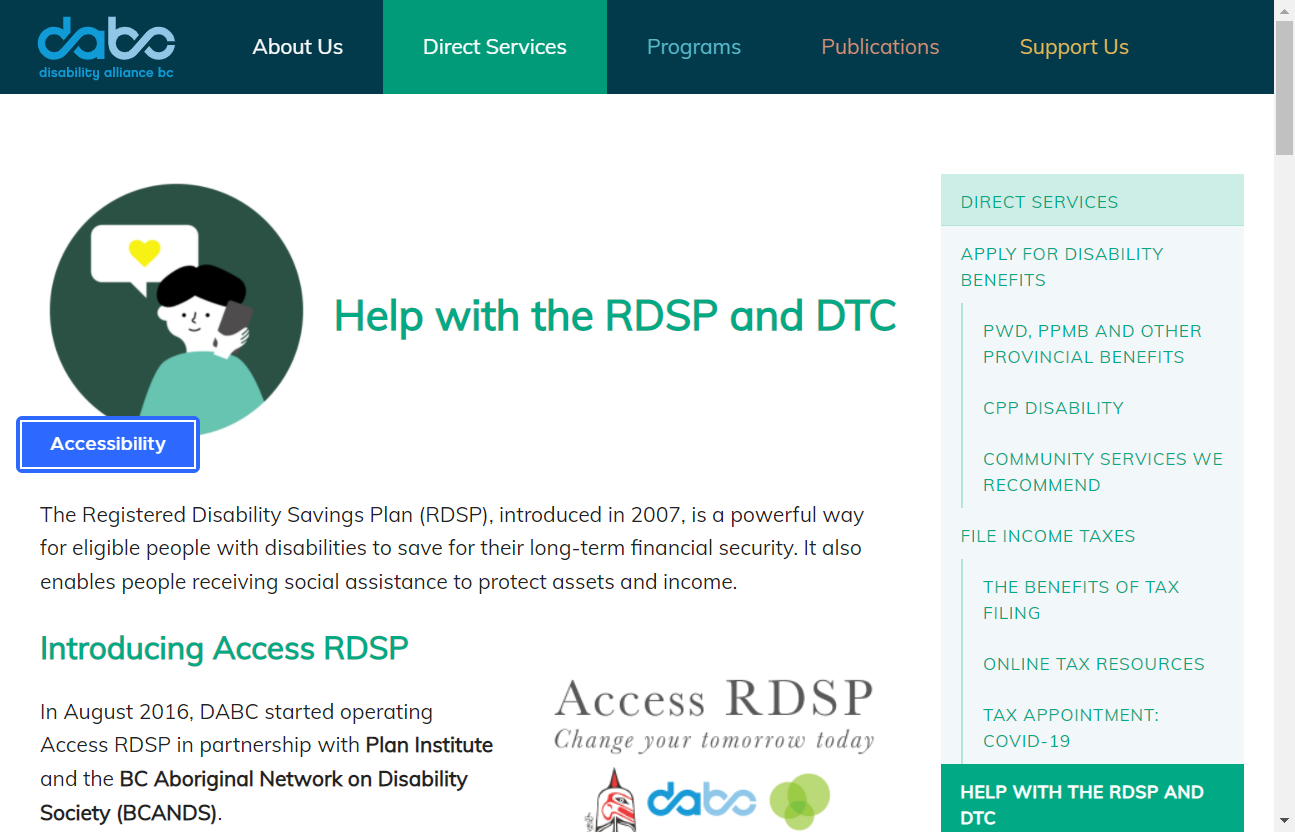 dabc
disability alliance bc
About Us
Direct Services
Programs
Publications
Support Us
Help with the RDSP and DTC
Accessibility
The Registered Disability Savings Plan (RDSP), introduced in 2007, is a powerful way
for eligible people with disabilities to save for their long-term financial security. It also
enables people receiving social assistance to protect assets and income.
Introducing Access RDSP
In August 2016, DABC started operating
Access RDSP in partnership with Plan Institute
and the BC Aboriginal Network on Disability
Society (BCANDS).
Access RDSP
Change your tomorrow today
dabc
DIRECT SERVICES
APPLY FOR DISABILITY
BENEFITS
PWD, PPMB AND OTHER
PROVINCIAL BENEFITS
CPP DISABILITY
COMMUNITY SERVICES WE
RECOMMEND
FILE INCOME TAXES
THE BENEFITS OF TAX
FILING
ONLINE TAX RESOURCES
TAX APPOINTMENT:
COVID-19
HELP WITH THE RDSP AND
DTC